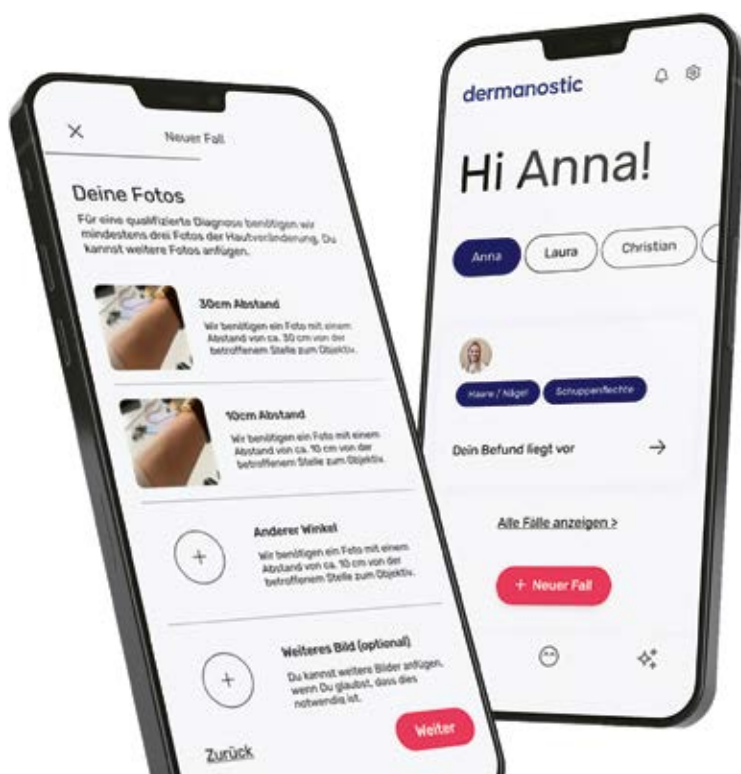 Neuer Fall
Deine Fotos
Für eine qualifizierte Diagnose benötigen wir
mindestens drei Fotos der Hautveränderung. Du
kannst weitere Fotos anfügen.
30cm Abstand
Wir benötigen ein Foto mit einem
Abstand von ca. 30 cm von der
betroffenem Stelle zum Objektiv.
10cm Abstand
Wir benötigen ein Foto mit einem
Abstand von ca. 10 cm von der
betroffenem Stelle zum Objektiv.
Anderer Winkel
Wir benötigen ein Foto mit einem
Abstand von ca. 10 cm von der
betroffenem Stelle zum Objektiv.
Weiteres Bild (optional)
Du kannst weitere Bilder anfügen,
wenn Du glaubst, dass dies
notwendig ist.
Zurück
Weiter
dermanostic
Hi Anna!
Anna
Laura
Christian
Haare / Nägel
Schuppenflechte
Dein Befund liegt vor
Alle Fälle anzeigen >
+ Neuer Fall